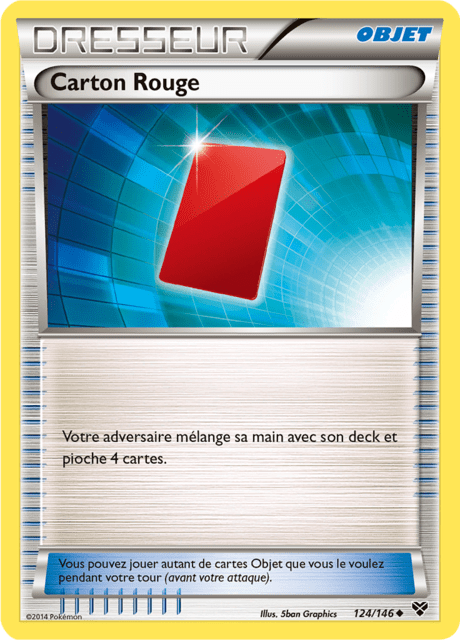 DRESSEUR
OBJET
Carton Rouge
Votre adversaire mélange sa main avec son deck et
pioche 4 cartes.
Vous pouvez jouer autant de cartes Objet que vous le voulez
pendant votre tour (avant votre attaque).
©2014 Pokémon
Illus. 5ban Graphics
124/146
XY